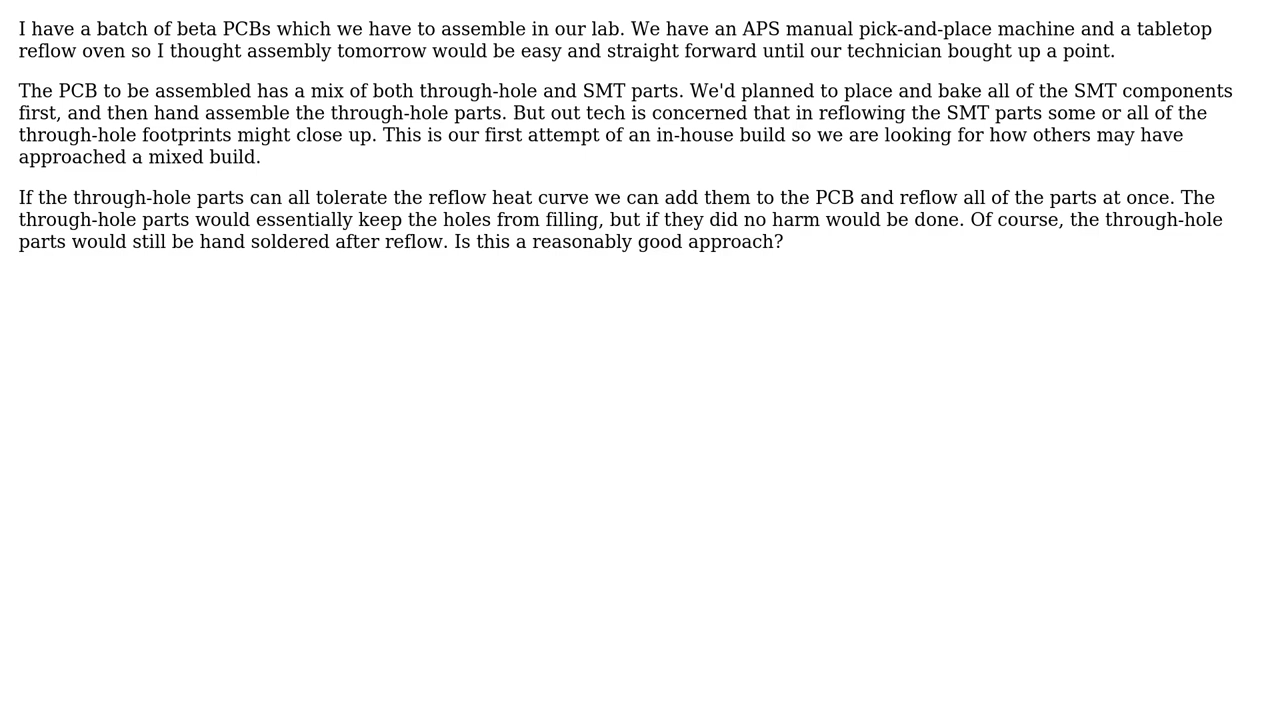 I have a batch of beta PCBs which we have to assemble in our lab. We have an APS manual pick-and-place machine and a tabletop
reflow oven so I thought assembly tomorrow would be easy and straight forward until our technician bought up a point.
The PCB to be assembled has a mix of both through-hole and SMT parts. We'd planned to place and bake all of the SMT components
first, and then hand assemble the through-hole parts. But out tech is concerned that in reflowing the SMT parts some or all of the
through-hole footprints might close up. This is our first attempt of an in-house build so we are looking for how others may have
approached a mixed build.
If the through-hole parts can all tolerate the reflow heat curve we can add them to the PCB and reflow all of the parts at once. The
through-hole parts would essentially keep the holes from filling, but if they did no harm would be done. Of course, the through-hole
parts would still be hand soldered after reflow. Is this a reasonably good approach?